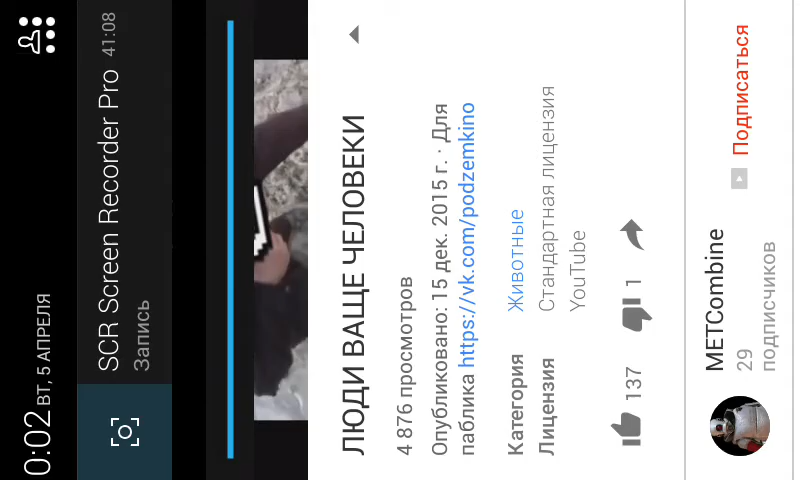 0:02 ВТ, 5 АПРЕЛЯ
SCR Screen Recorder Pro 41:08
Запись
ЛЮДИ ВАЩЕ ЧЕЛОВЕКИ
4 876 просмотров
Опубликовано: 15 дек. 2015 г. · Для
паблика https://vk.com/podzemkino
Категория Животные
Лицензия Стандартная лицензия
YouTube
137 1
METCombine Подписаться
29
подписчиков